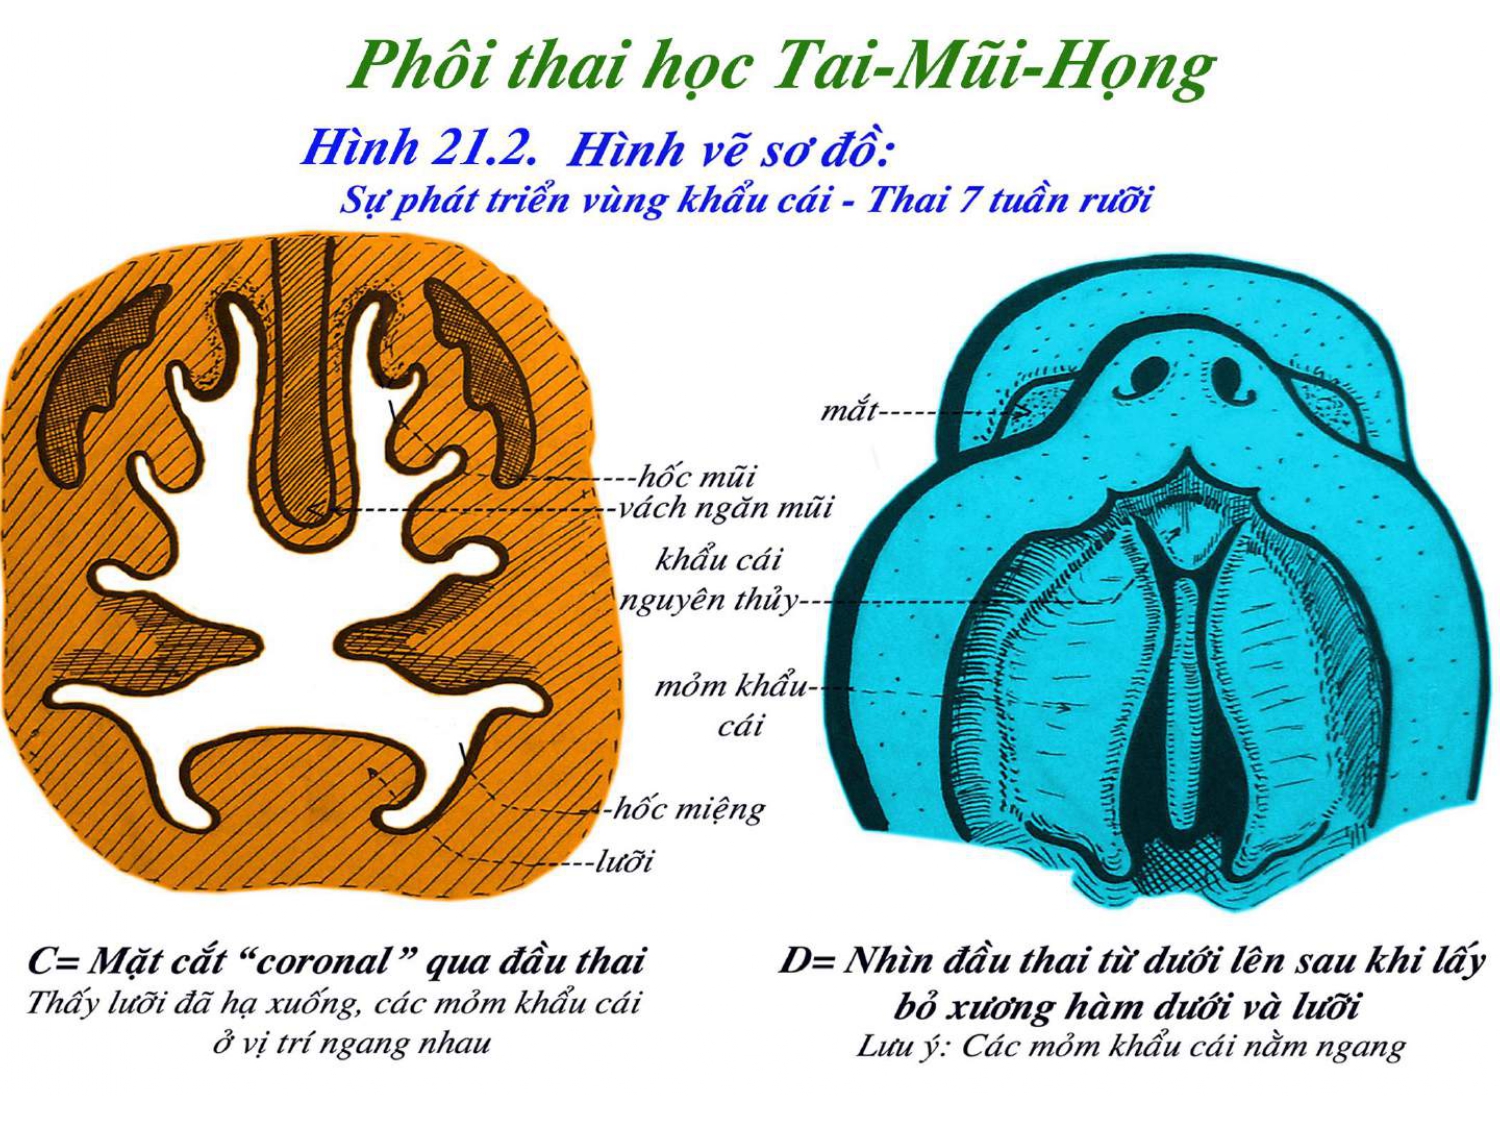 Phôi thai học Tai-Mũi-Họng
Hình 21.2. Hình vẽ sơ đồ:
Sự phát triển vùng khẩu cái - Thai 7 tuần rưỡi
mắt
hốc mũi
vách ngăn mũi
khẩu cái
nguyên thủy
mỏm khẩu
cái
hốc miệng
lưỡi
C= Mặt cắt “coronal” qua đầu thai
Thấy lưỡi đã hạ xuống, các mỏm khẩu cái
ở vị trí ngang nhau
D= Nhìn đầu thai từ dưới lên sau khi lấy
bỏ xương hàm dưới và lưỡi
Lưu ý: Các mỏm khẩu cái nằm ngang